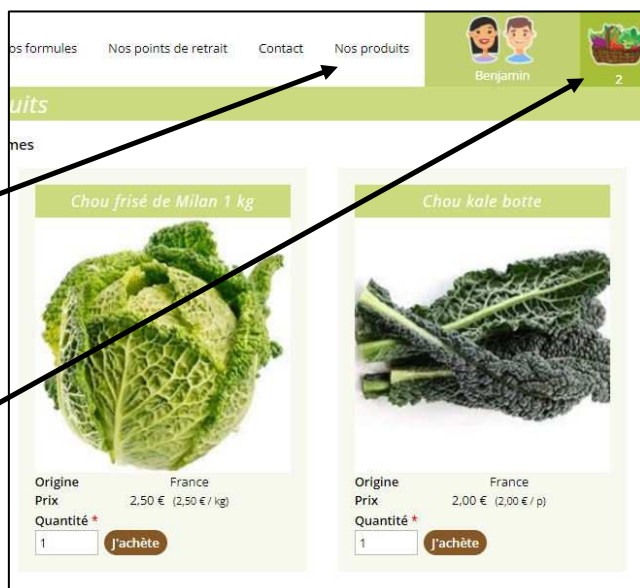 os formules Nos points de retrait Contact Nos produits
Benjamin
2
uits
mes
Chou frisé de Milan 1 kg
Chou kale botte
Origine France
Prix 2,50 € (2,50 € / kg)
Quantité *
1 J'achète
Origine France
Prix 2,00 € (2,00 € / p)
Quantité *
1 J'achète